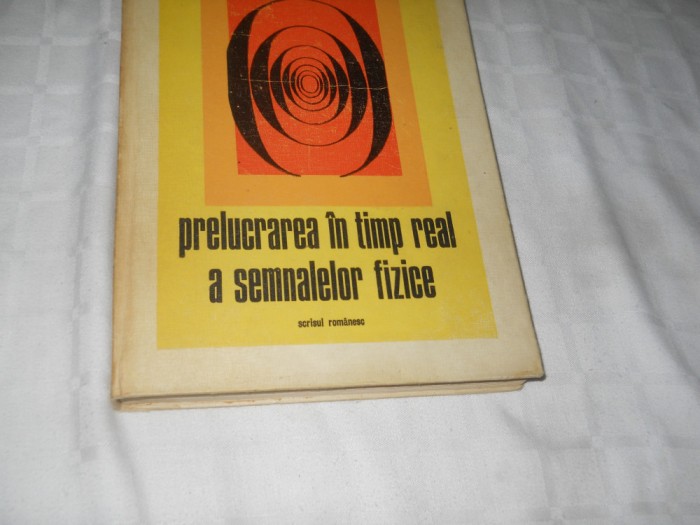 prelucrarea în timp real
a semnalelor fizice
scrisul românesc